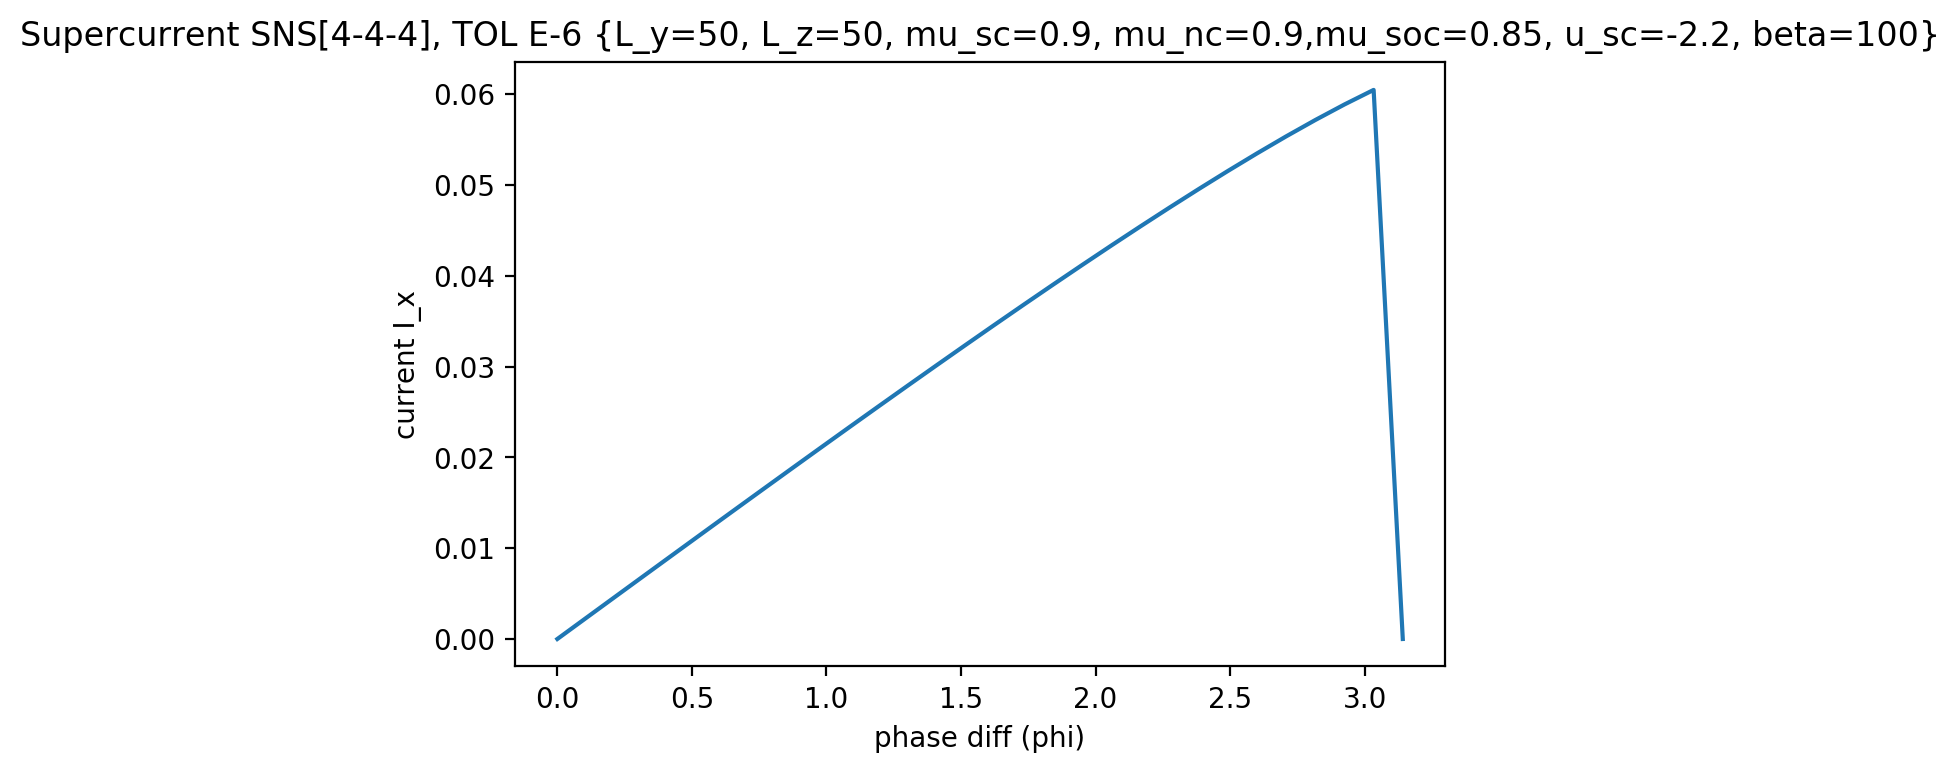 Supercurrent SNS[4-4-4], TOL E-6 {L_y=50, L_z=50, mu_sc=0.9, mu_nc=0.9,mu_soc=0.85, u_sc=-2.2, beta=100}
0.06
0.05
0.04
0.03
0.02
0.01
0.00
current I_x
0.0 0.5 1.0 1.5 2.0 2.5 3.0
phase diff (phi)